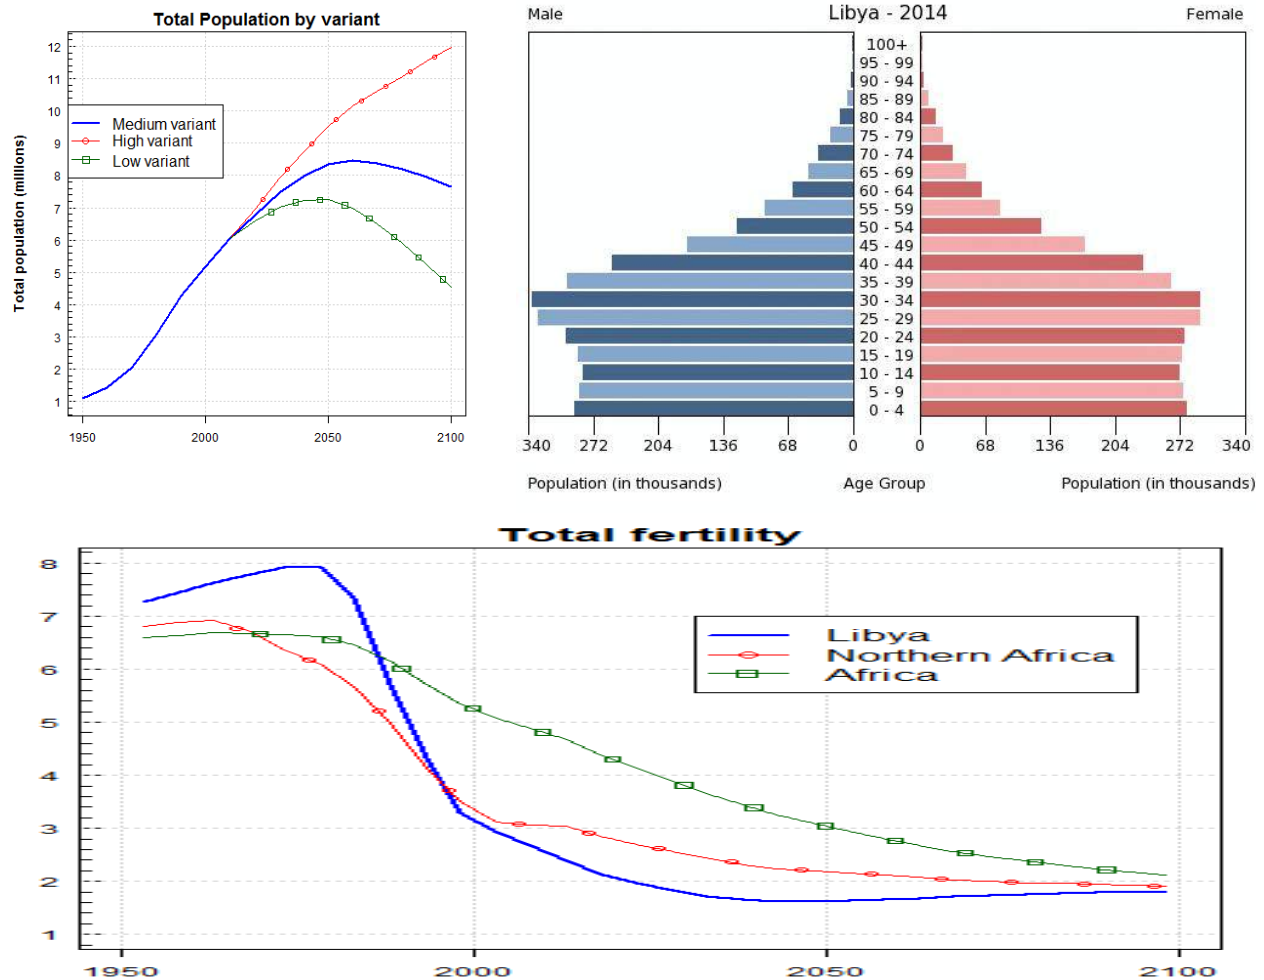 Total Population by variant
Total population (millions)
12
11
10
9
8
7
6
5
4
3
2
1
Medium variant
High variant
Low variant
1950 2000 2050 2100
Male Libya - 2014 Female
100+
95 - 99
90 - 94
85 - 89
80 - 84
75 - 79
70 - 74
65 - 69
60 - 64
55 - 59
50 - 54
45 - 49
40 - 44
35 - 39
30 - 34
25 - 29
20 - 24
15 - 19
10 - 14
5 - 9
0 - 4
340 272 204 136 68 0 0 68 136 204 272 340
Population (in thousands) Age Group Population (in thousands)
Total fertility
8
7
6
5
4
3
2
1
Libya
Northern Africa
Africa
1950 2000 2050 2100